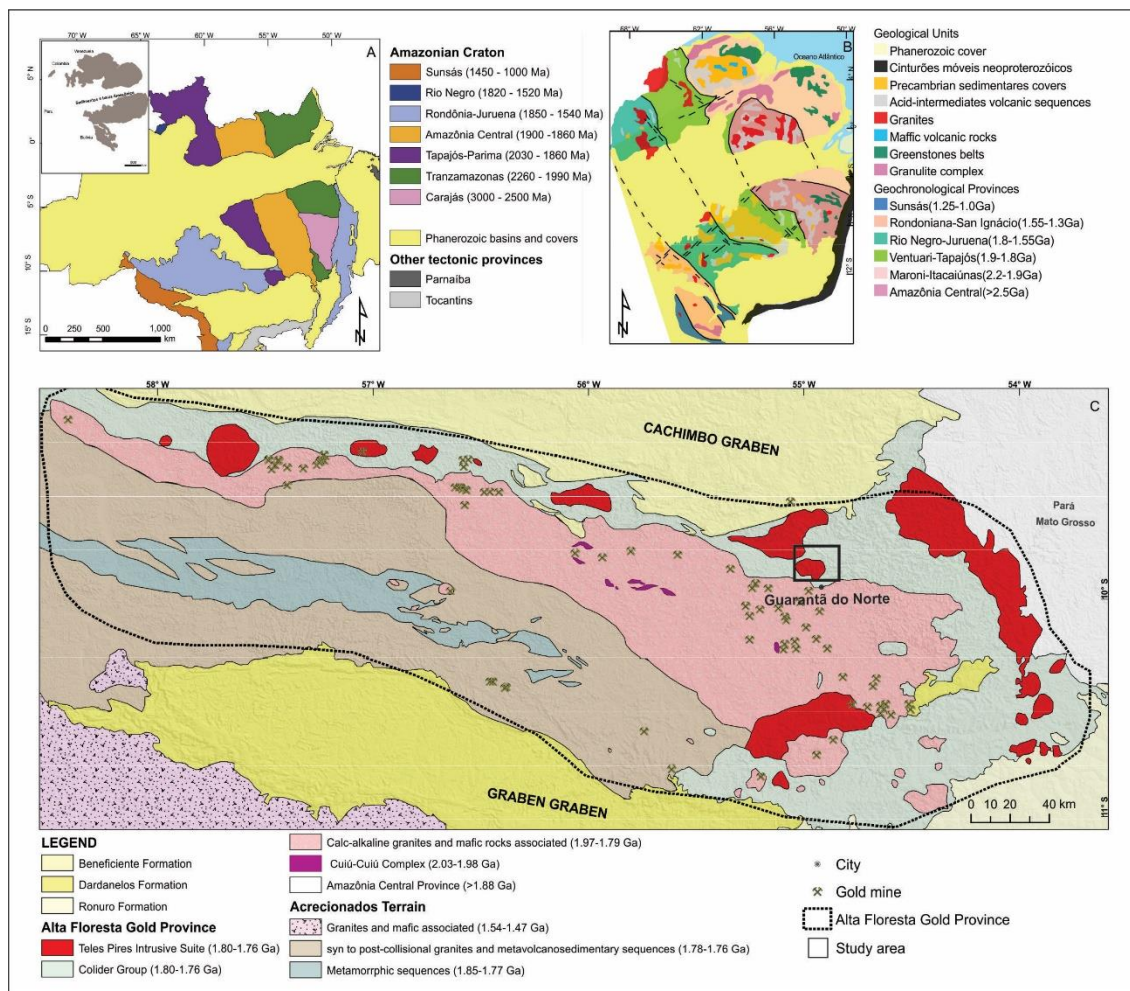 70° W
65° W
60° W
55° W
50° W
A
Venezuela
Colombia
Peru
Bolivia
5° N
0°
5° S
10° S
15° S
0 250 500 1,000
km
N
Amazonian Craton
Sunsás (1450 - 1000 Ma)
Rio Negro (1820 - 1520 Ma)
Rondônia-Juruena (1850 - 1540 Ma)
Amazônia Central (1900 - 1860 Ma)
Tapajós-Parima (2030 - 1860 Ma)
Tranzamazonas (2260 - 1990 Ma)
Carajás (3000 - 2500 Ma)
Phanerozoic basins and covers
Other tectonic provinces
Parnaíba
Tocantins
68° W
62° W
56° W
50° W
B
Oceano Atlântico
4° N
4° S
12° S
N
Geological Units
Phanerozoic cover
Cinturões móveis neoproterozóicos
Precambrian sedimentares covers
Acid-intermediates volcanic sequences
Granites
Maffic volcanic rocks
Greenstones belts
Granulite complex
Geochronological Provinces
Sunsás(1.25-1.0Ga)
Rondoniana-San Ignácio(1.55-1.3Ga)
Rio Negro-Juruena(1.8-1.55Ga)
Ventuari-Tapajós(1.9-1.8Ga)
Maroni-Itacaiúnas(2.2-1.9Ga)
Amazônia Central(>2.5Ga)
58° W
57° W
56° W
55° W
54° W
C
CACHIMBO GRABEN
Pará
Mato Grosso
10° S
Guarantã do Norte
GRABEN GRABEN
0 10 20 40 km
11° S
LEGEND
Beneficiente Formation
Dardanelos Formation
Ronuro Formation
Alta Floresta Gold Province
Teles Pires Intrusive Suite (1.80-1.76 Ga)
Colider Group (1.80-1.76 Ga)
Calc-alkaline granites and mafic rocks associated (1.97-1.79 Ga)
Cuiú-Cuiú Complex (2.03-1.98 Ga)
Amazônia Central Province (>1.88 Ga)
Acrecionados Terrain
Granites and mafic associated (1.54-1.47 Ga)
syn to post-collisional granites and metavolcanosedimentary sequences (1.78-1.76 Ga)
Metamorrphic sequences (1.85-1.77 Ga)
City
Gold mine
Alta Floresta Gold Province
Study area